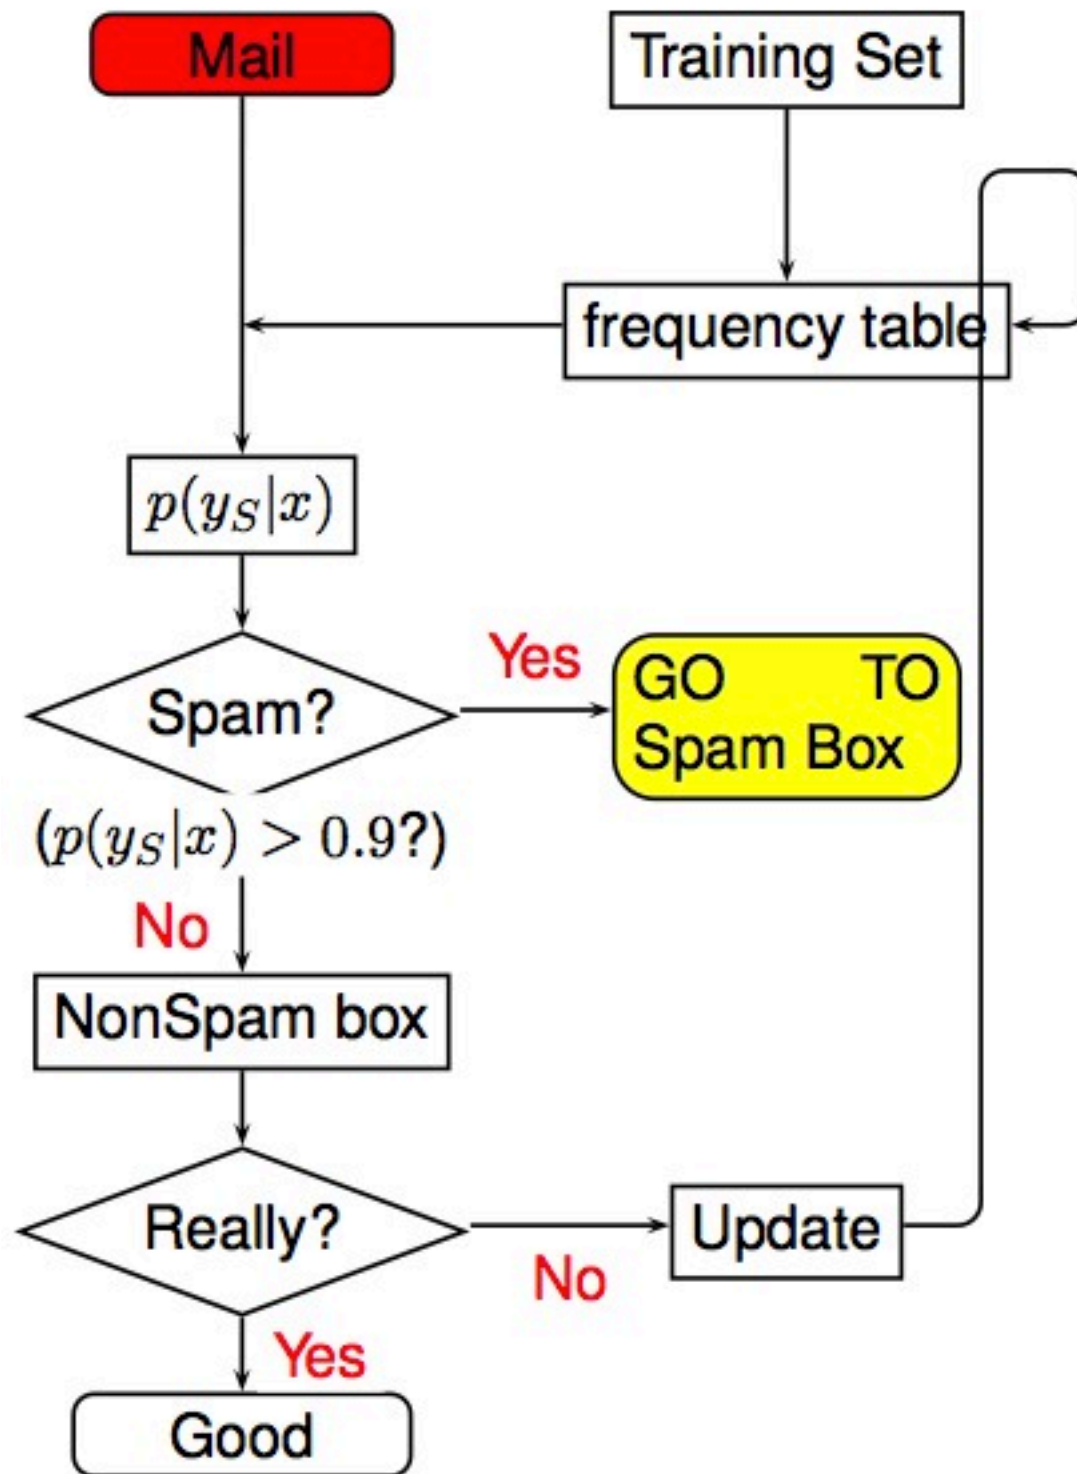 Mail
Training Set
frequency table
p(y_S|x)
Spam?
Yes
GO TO
Spam Box
(p(y_S|x) > 0.9?)
No
NonSpam box
Really?
No
Update
Yes
Good